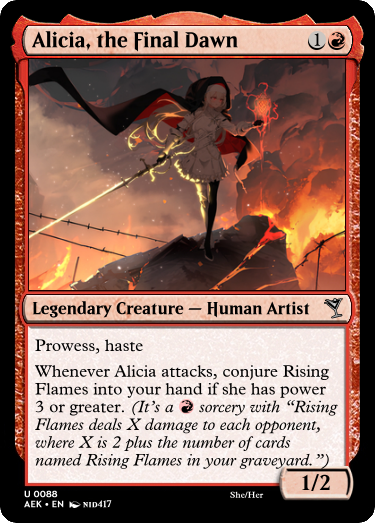 Alicia, the Final Dawn 1
Legendary Creature — Human Artist
Prowess, haste
Whenever Alicia attacks, conjure Rising
Flames into your hand if she has power
3 or greater. (It's a sorcery with "Rising
Flames deals X damage to each opponent,
where X is 2 plus the number of cards
named Rising Flames in your graveyard.")
1/2
U 0088
AEK • EN NID417
She/Her